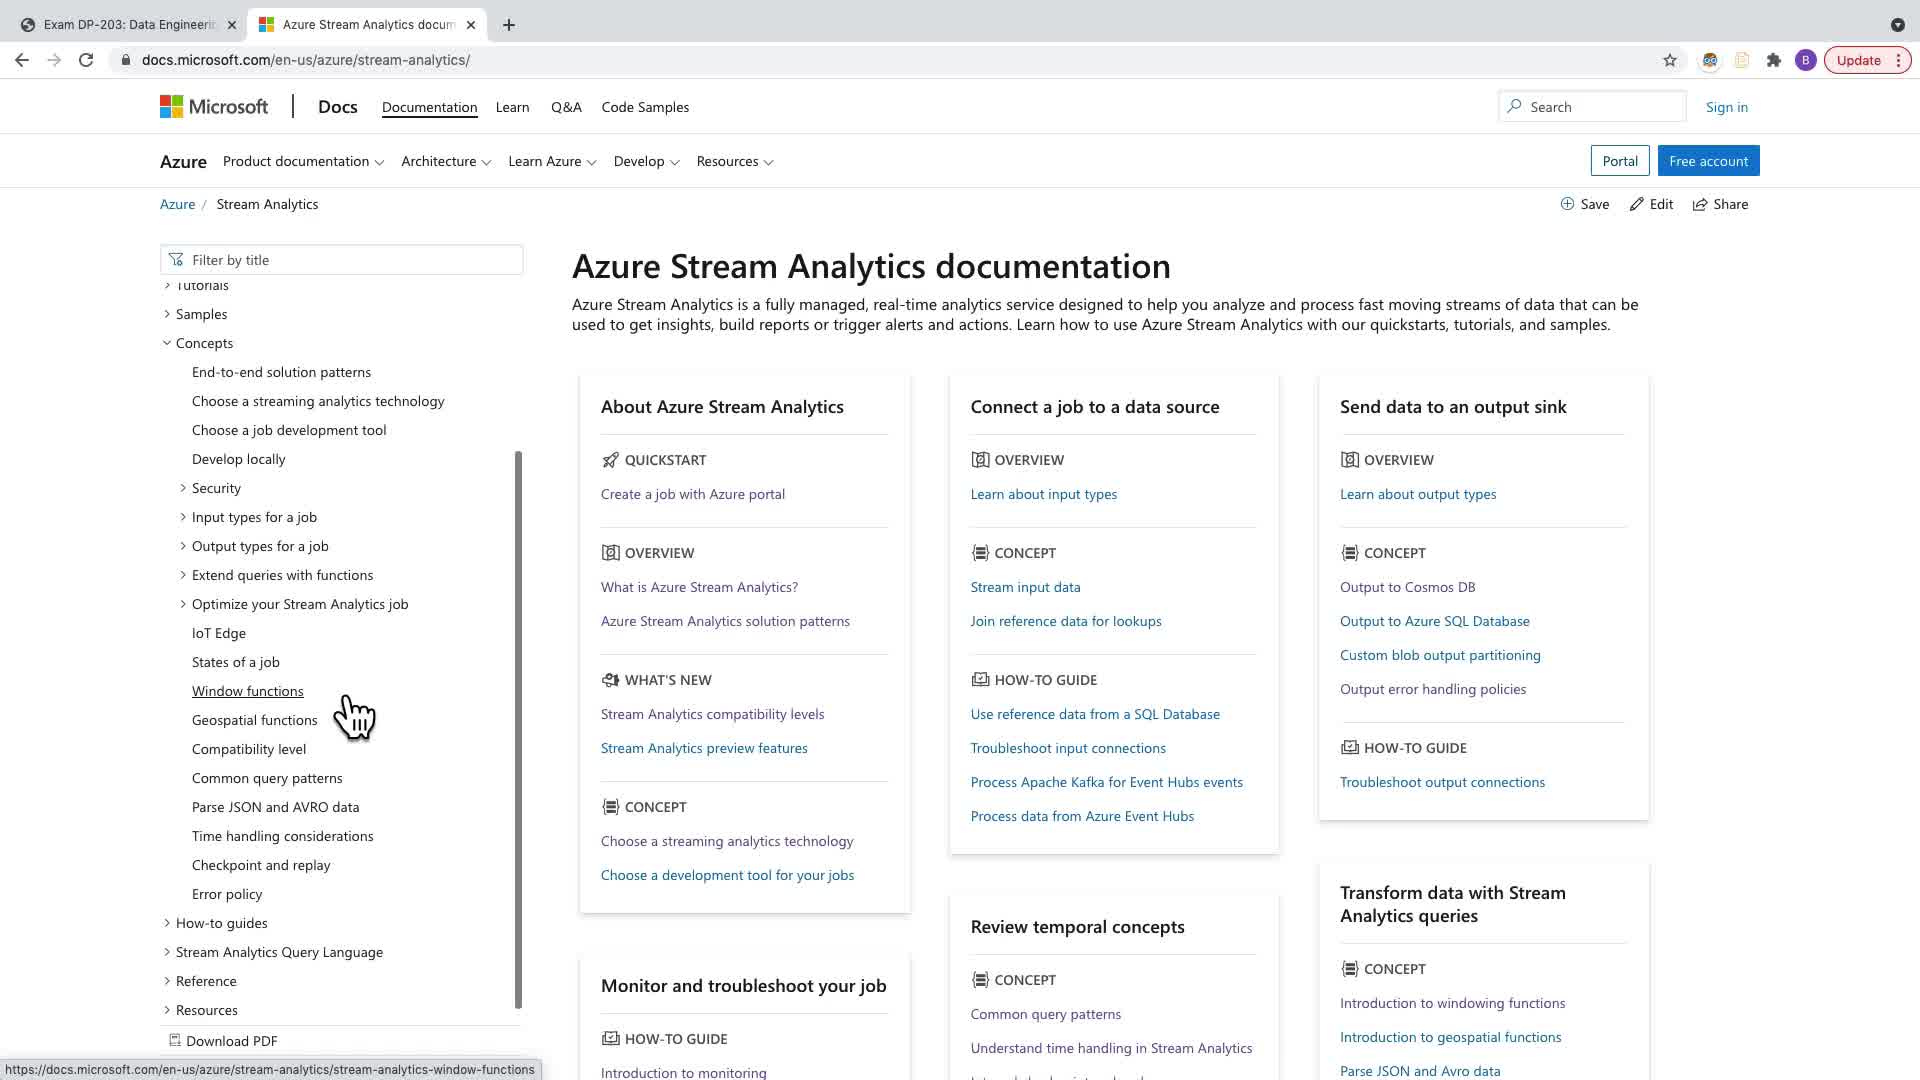 Exam DP-203: Data Engineerin
Azure Stream Analytics docum
docs.microsoft.com/en-us/azure/stream-analytics/
B
Update
Microsoft
Docs
Documentation
Learn
Q&A
Code Samples
Search
Sign in
Azure
Product documentation
Architecture
Learn Azure
Develop
Resources
Portal
Free account
Azure / Stream Analytics
Save
Edit
Share
Filter by title
Tutorials
Samples
Concepts
End-to-end solution patterns
Choose a streaming analytics technology
Choose a job development tool
Develop locally
Security
Input types for a job
Output types for a job
Extend queries with functions
Optimize your Stream Analytics job
IoT Edge
States of a job
Window functions
Geospatial functions
Compatibility level
Common query patterns
Parse JSON and AVRO data
Time handling considerations
Checkpoint and replay
Error policy
How-to guides
Stream Analytics Query Language
Reference
Resources
Download PDF
Azure Stream Analytics documentation
Azure Stream Analytics is a fully managed, real-time analytics service designed to help you analyze and process fast moving streams of data that can be
used to get insights, build reports or trigger alerts and actions. Learn how to use Azure Stream Analytics with our quickstarts, tutorials, and samples.
About Azure Stream Analytics
QUICKSTART
Create a job with Azure portal
OVERVIEW
What is Azure Stream Analytics?
Azure Stream Analytics solution patterns
WHAT'S NEW
Stream Analytics compatibility levels
Stream Analytics preview features
CONCEPT
Choose a streaming analytics technology
Choose a development tool for your jobs
Monitor and troubleshoot your job
HOW-TO GUIDE
Introduction to monitoring
Connect a job to a data source
OVERVIEW
Learn about input types
CONCEPT
Stream input data
Join reference data for lookups
HOW-TO GUIDE
Use reference data from a SQL Database
Troubleshoot input connections
Process Apache Kafka for Event Hubs events
Process data from Azure Event Hubs
Review temporal concepts
CONCEPT
Common query patterns
Understand time handling in Stream Analytics
Send data to an output sink
OVERVIEW
Learn about output types
CONCEPT
Output to Cosmos DB
Output to Azure SQL Database
Custom blob output partitioning
Output error handling policies
HOW-TO GUIDE
Troubleshoot output connections
Transform data with Stream
Analytics queries
CONCEPT
Introduction to windowing functions
Introduction to geospatial functions
Parse JSON and Avro data
https://docs.microsoft.com/en-us/azure/stream-analytics/stream-analytics-window-functions